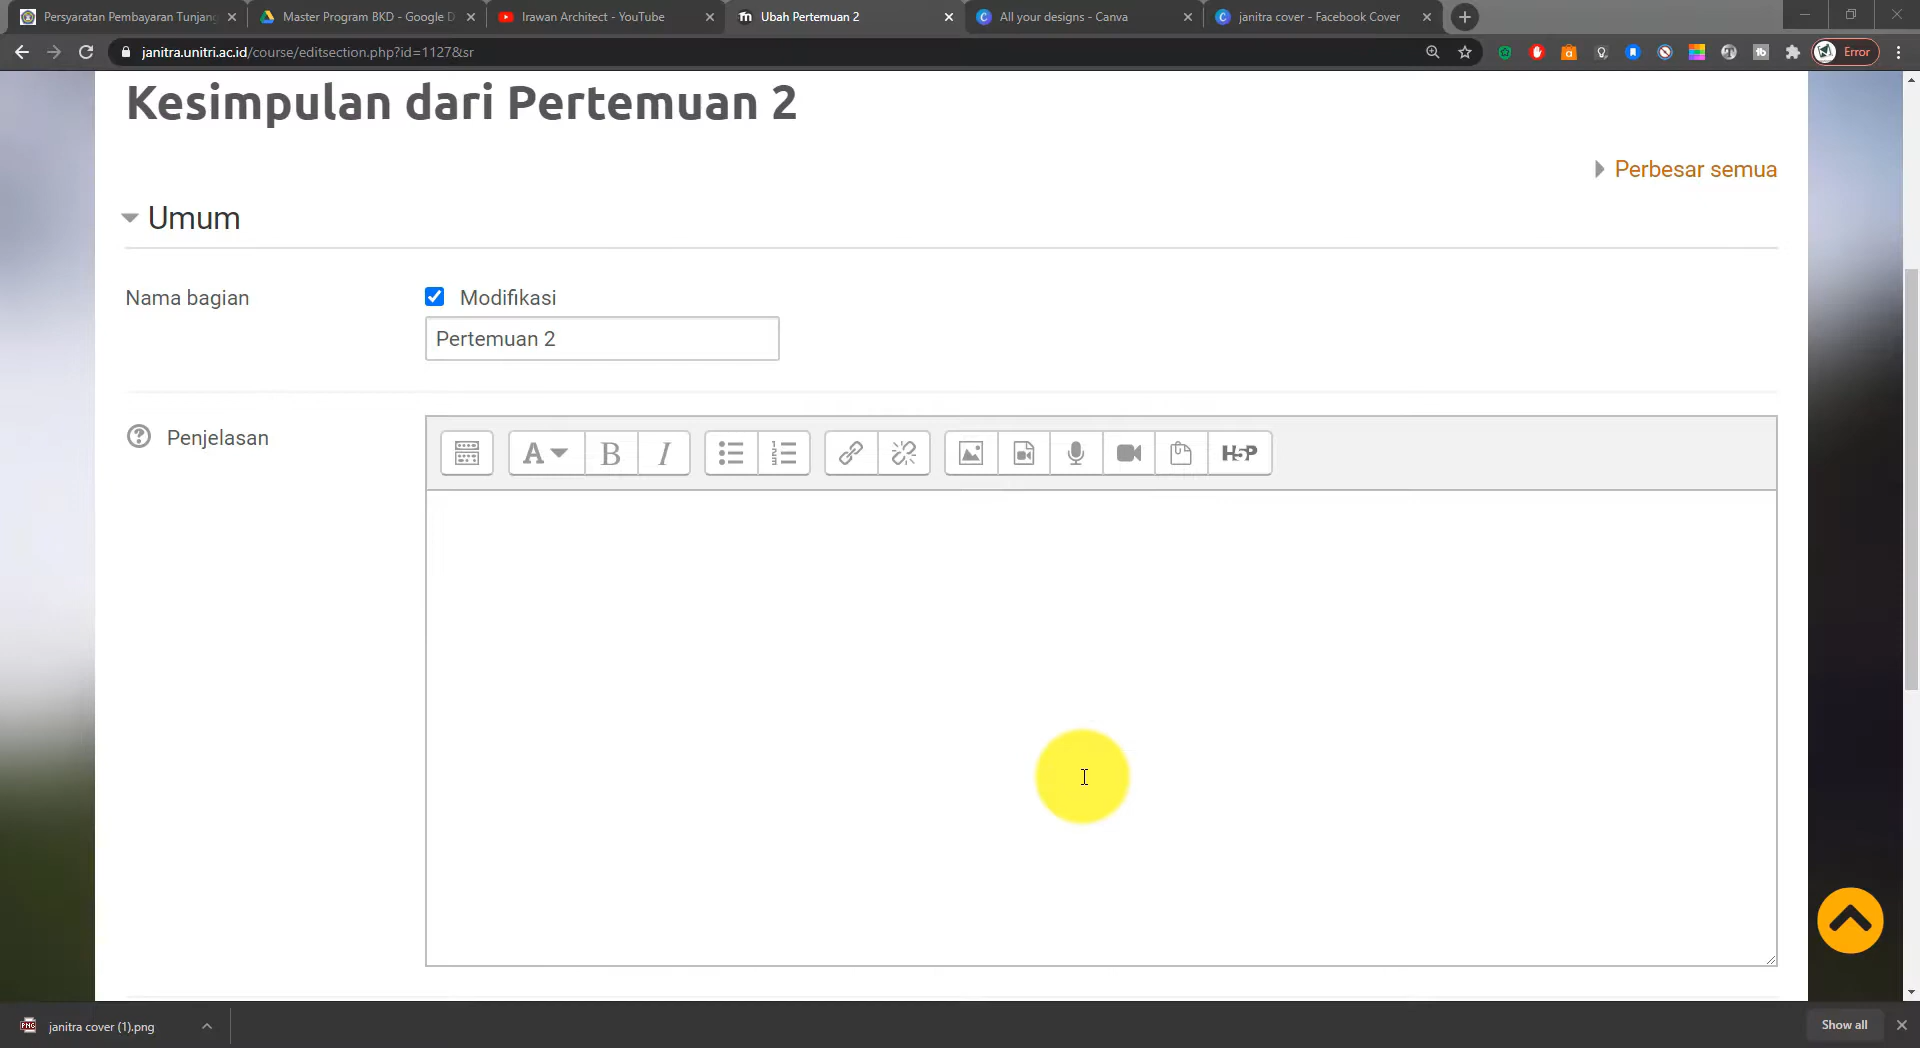 Persyaratan Pembayaran Tunjang
Master Program BKD - Google D
Irawan Architect - YouTube
Ubah Pertemuan 2
All your designs - Canva
janitra cover - Facebook Cover
janitra.unitri.ac.id/course/editsection.php?id=1127&sr
Error
Kesimpulan dari Pertemuan 2
Perbesar semua
Umum
Nama bagian
Modifikasi
Pertemuan 2
Penjelasan
A B I
H5P
janitra cover (1).png
Show all